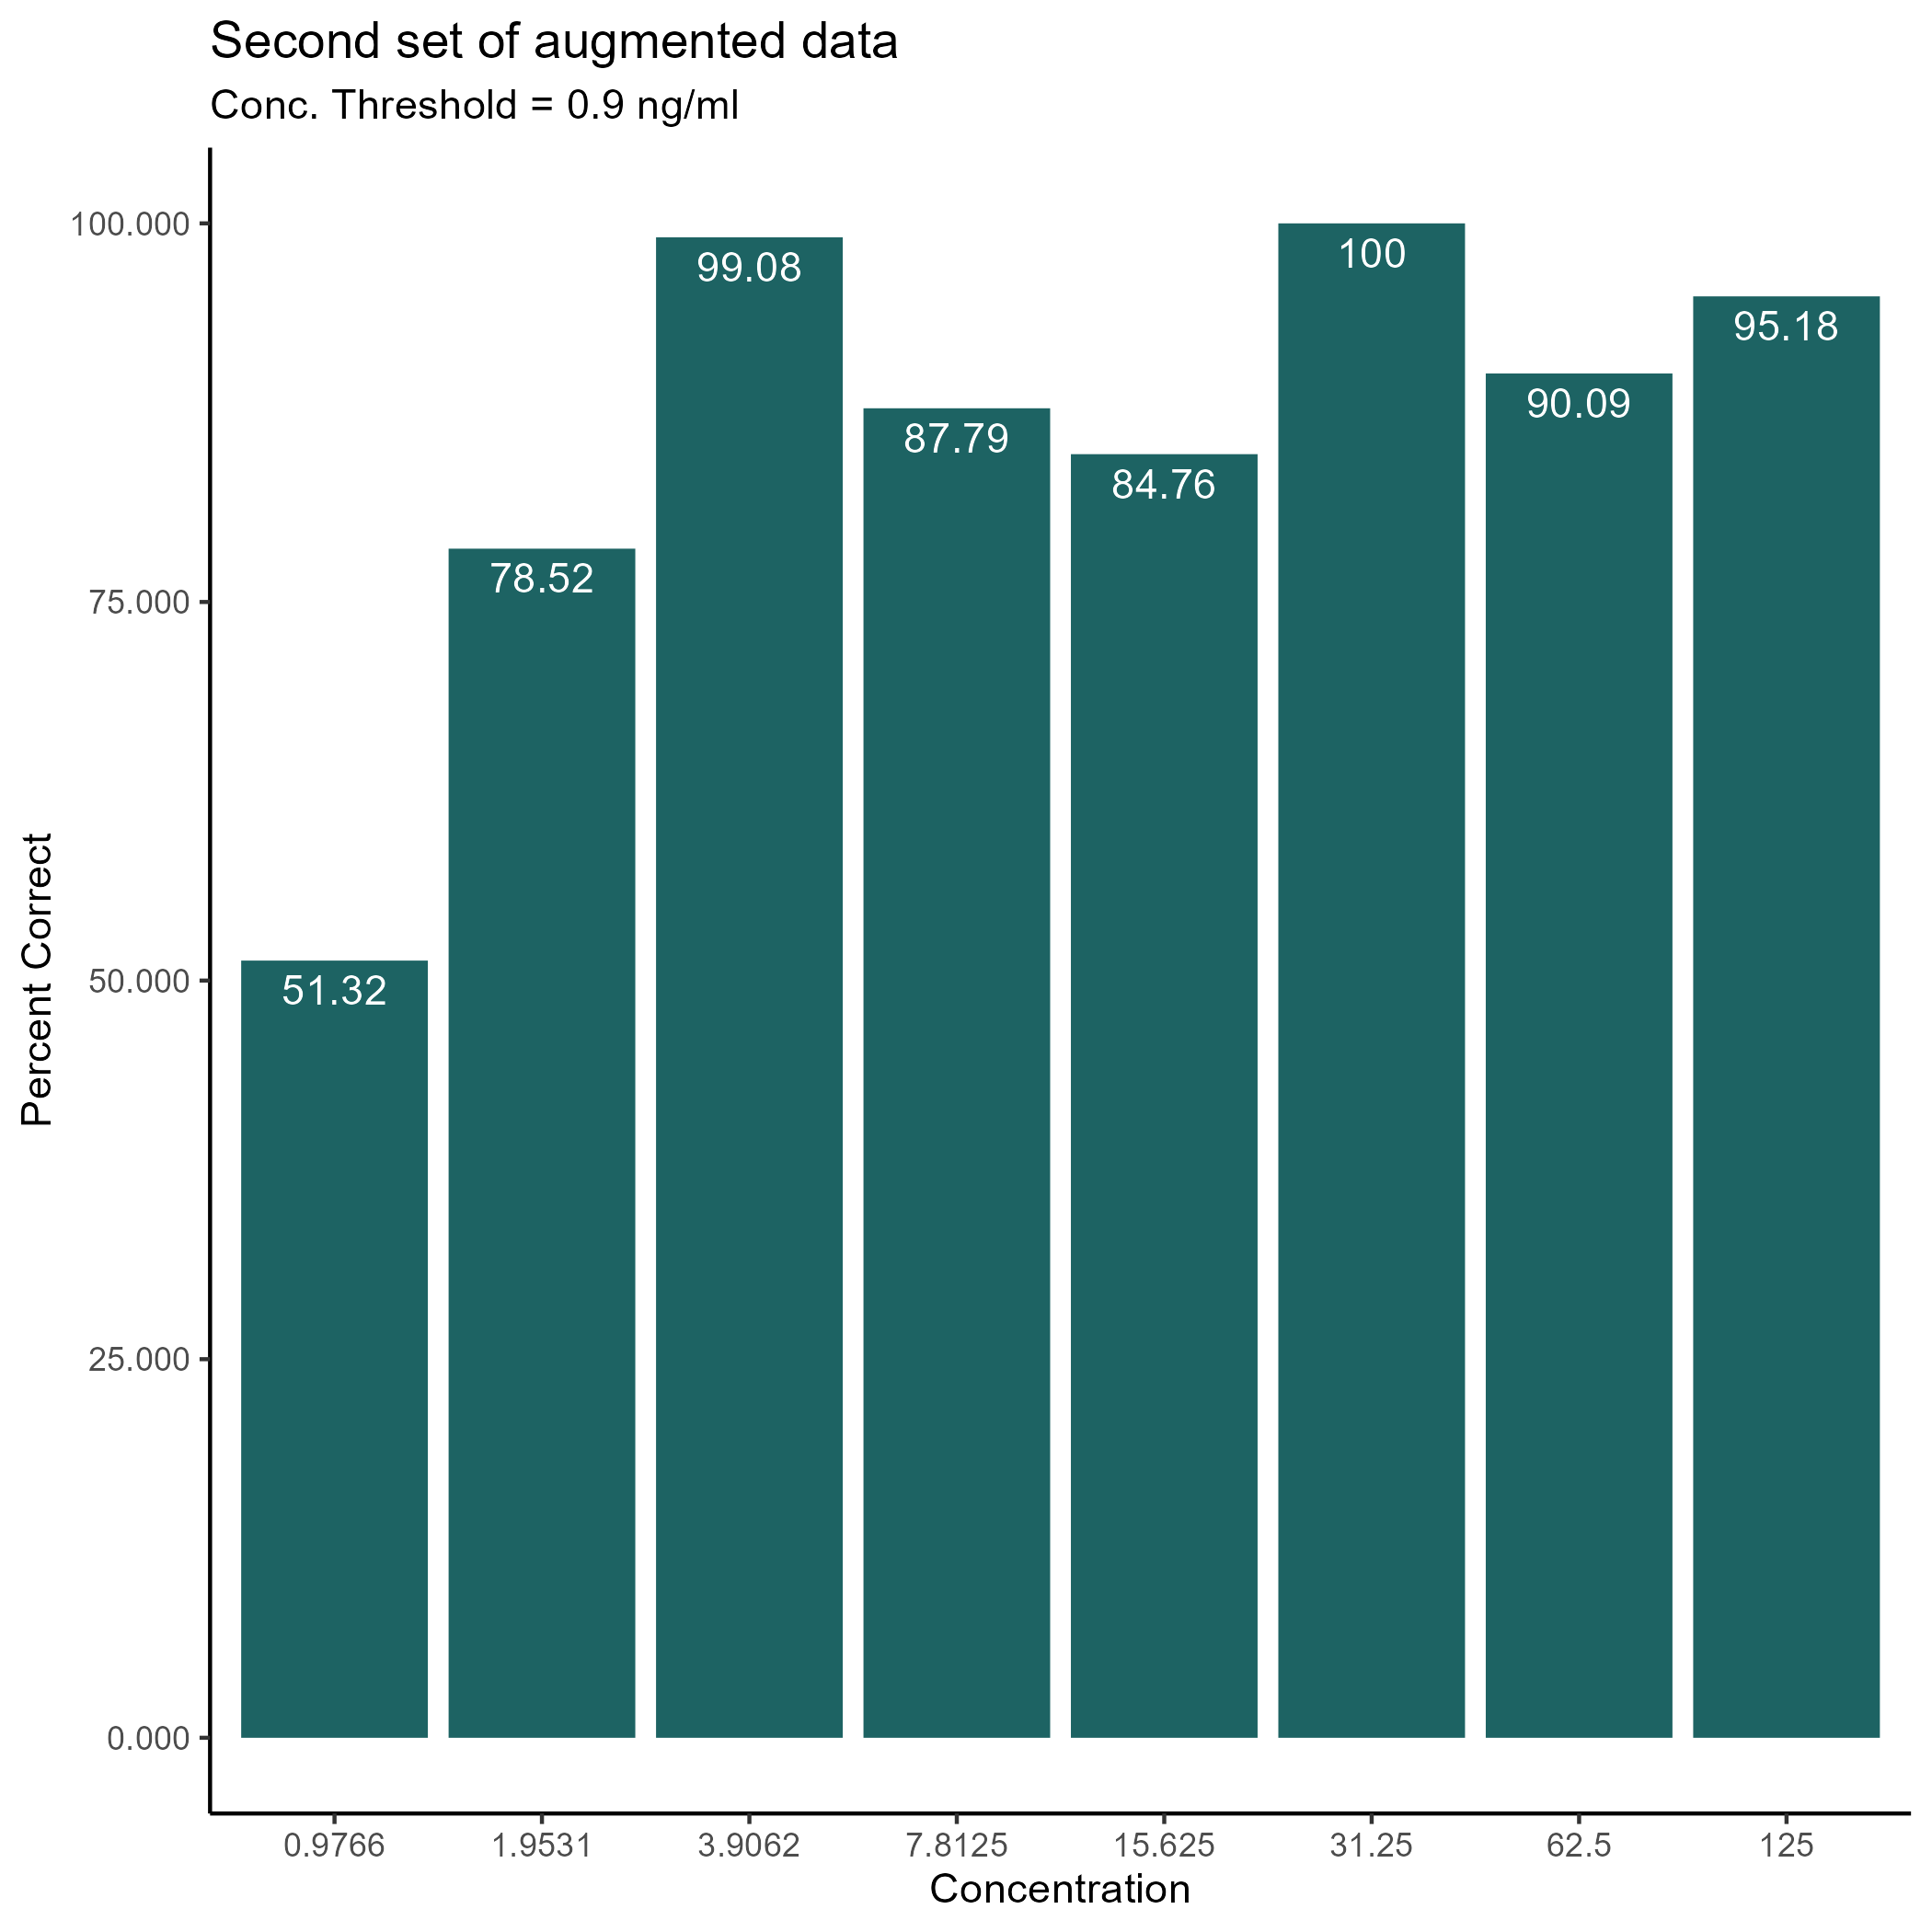 Second set of augmented data
Conc. Threshold = 0.9 ng/ml
Percent Correct
100.000
75.000
50.000
25.000
0.000
51.32
78.52
99.08
87.79
84.76
100
90.09
95.18
0.9766 1.9531 3.9062 7.8125 15.625 31.25 62.5 125
Concentration